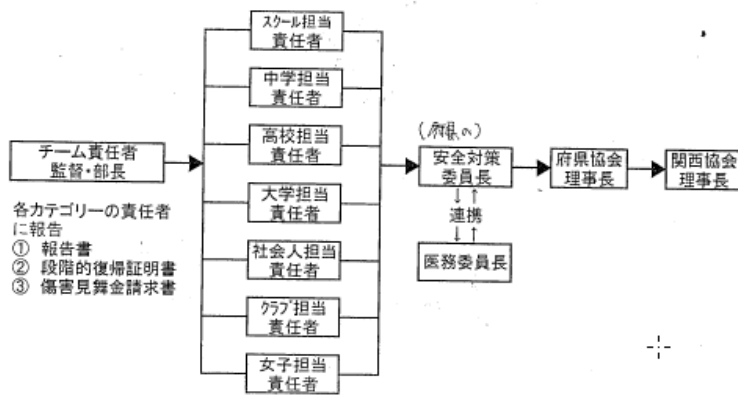 チーム責任者
監督・部長
各カテゴリーの責任者
に報告
① 報告書
② 段階的復帰証明書
③ 傷害見舞金請求書
スクール担当
責任者
中学担当
責任者
高校担当
責任者
大学担当
責任者
社会人担当
責任者
クラブ担当
責任者
女子担当
責任者
(府県の)
安全対策
委員長
↓ ↑
連携
↓ ↑
医務委員長
府県協会
理事長
関西協会
理事長